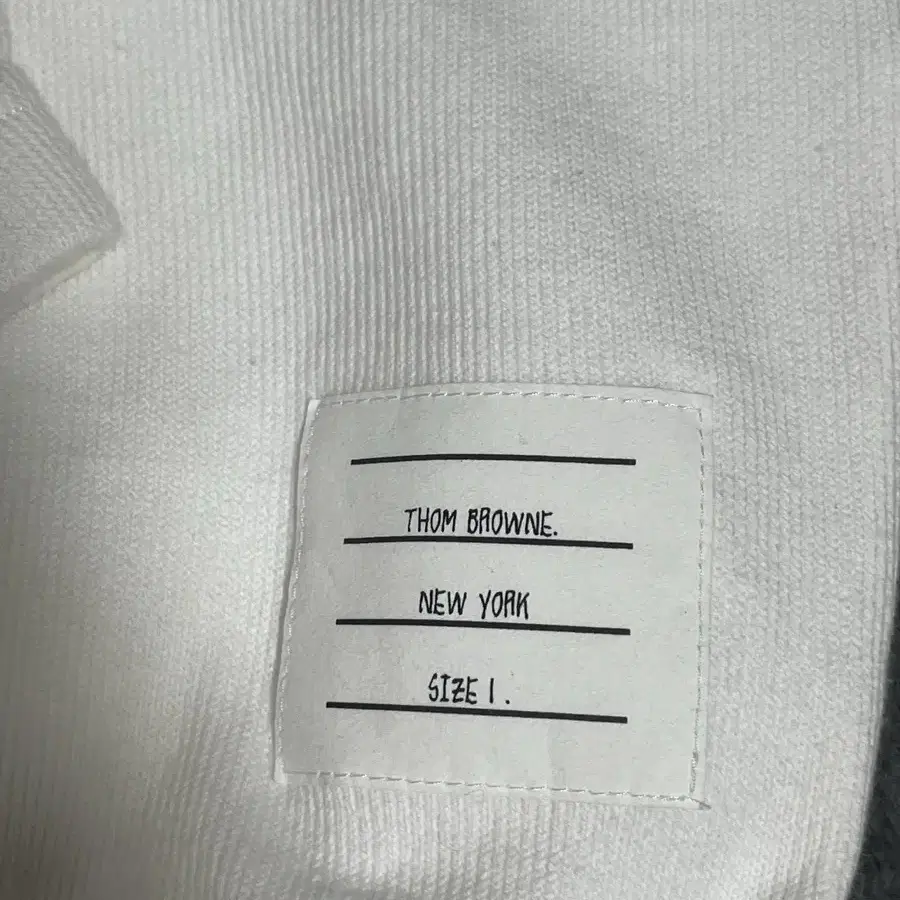 THOM BROWNE.
NEW YORK
SIZE 1.